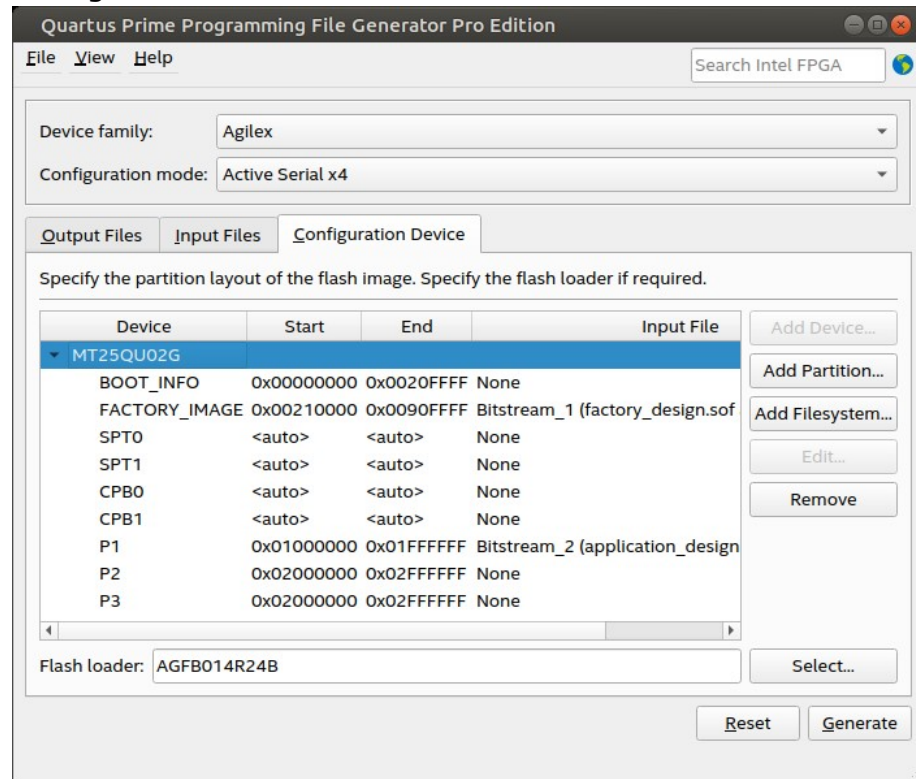 Quartus Prime Programming File Generator Pro Edition
File View Help
Search Intel FPGA
Device family: Agilex
Configuration mode: Active Serial x4
Output Files Input Files Configuration Device
Specify the partition layout of the flash image. Specify the flash loader if required.
Device Start End Input File
MT25QU02G
BOOT_INFO 0x00000000 0x0020FFFF None
FACTORY_IMAGE 0x00210000 0x0090FFFF Bitstream_1 (factory_design.sof
SPT0 <auto> <auto> None
SPT1 <auto> <auto> None
CPB0 <auto> <auto> None
CPB1 <auto> <auto> None
P1 0x01000000 0x01FFFFFF Bitstream_2 (application_design
P2 0x02000000 0x02FFFFFF None
P3 0x02000000 0x02FFFFFF None
Add Device...
Add Partition...
Add Filesystem...
Edit...
Remove
Flash loader: AGFB014R24B
Select...
Reset Generate